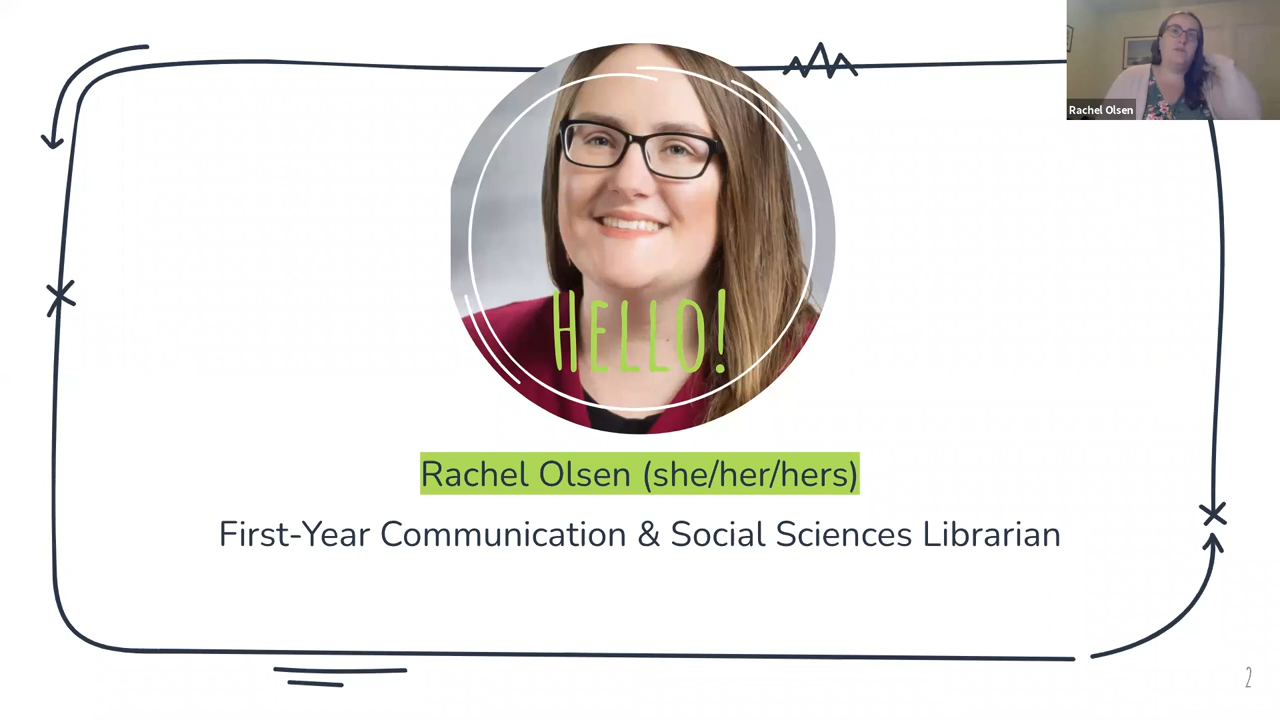 Rachel Olsen
HELLO!
Rachel Olsen (she/her/hers)
First-Year Communication & Social Sciences Librarian
2